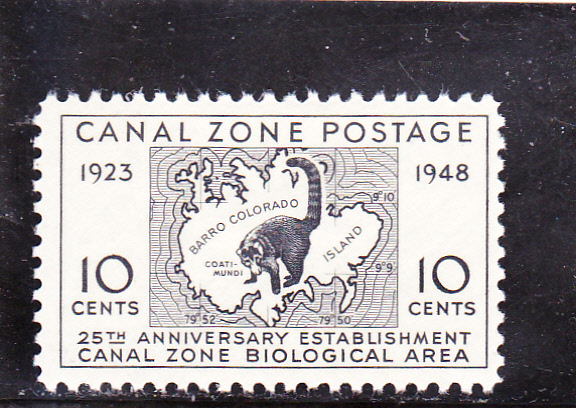 CANAL ZONE POSTAGE
1923 1948
BARRO COLORADO
ISLAND
COATI-
MUNDI
9°10
9°9
10 10
CENTS CENTS
79°52 79°50
25TH ANNIVERSARY ESTABLISHMENT
CANAL ZONE BIOLOGICAL AREA